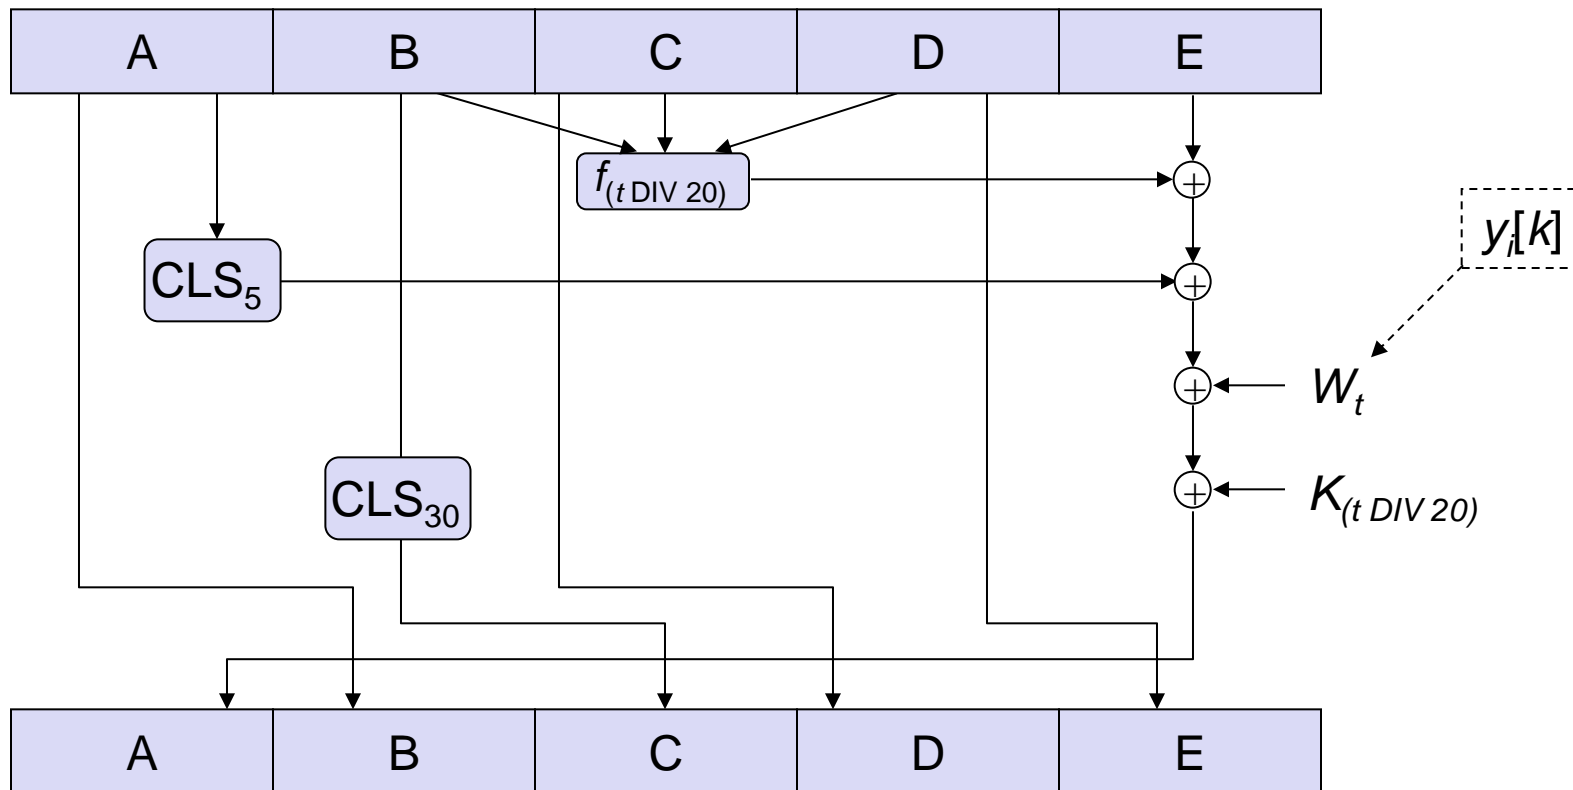 A B C D E
f(t DIV 20)
+
yi[k]
CLS5
+
+
Wt
CLS30
+
K(t DIV 20)
A B C D E